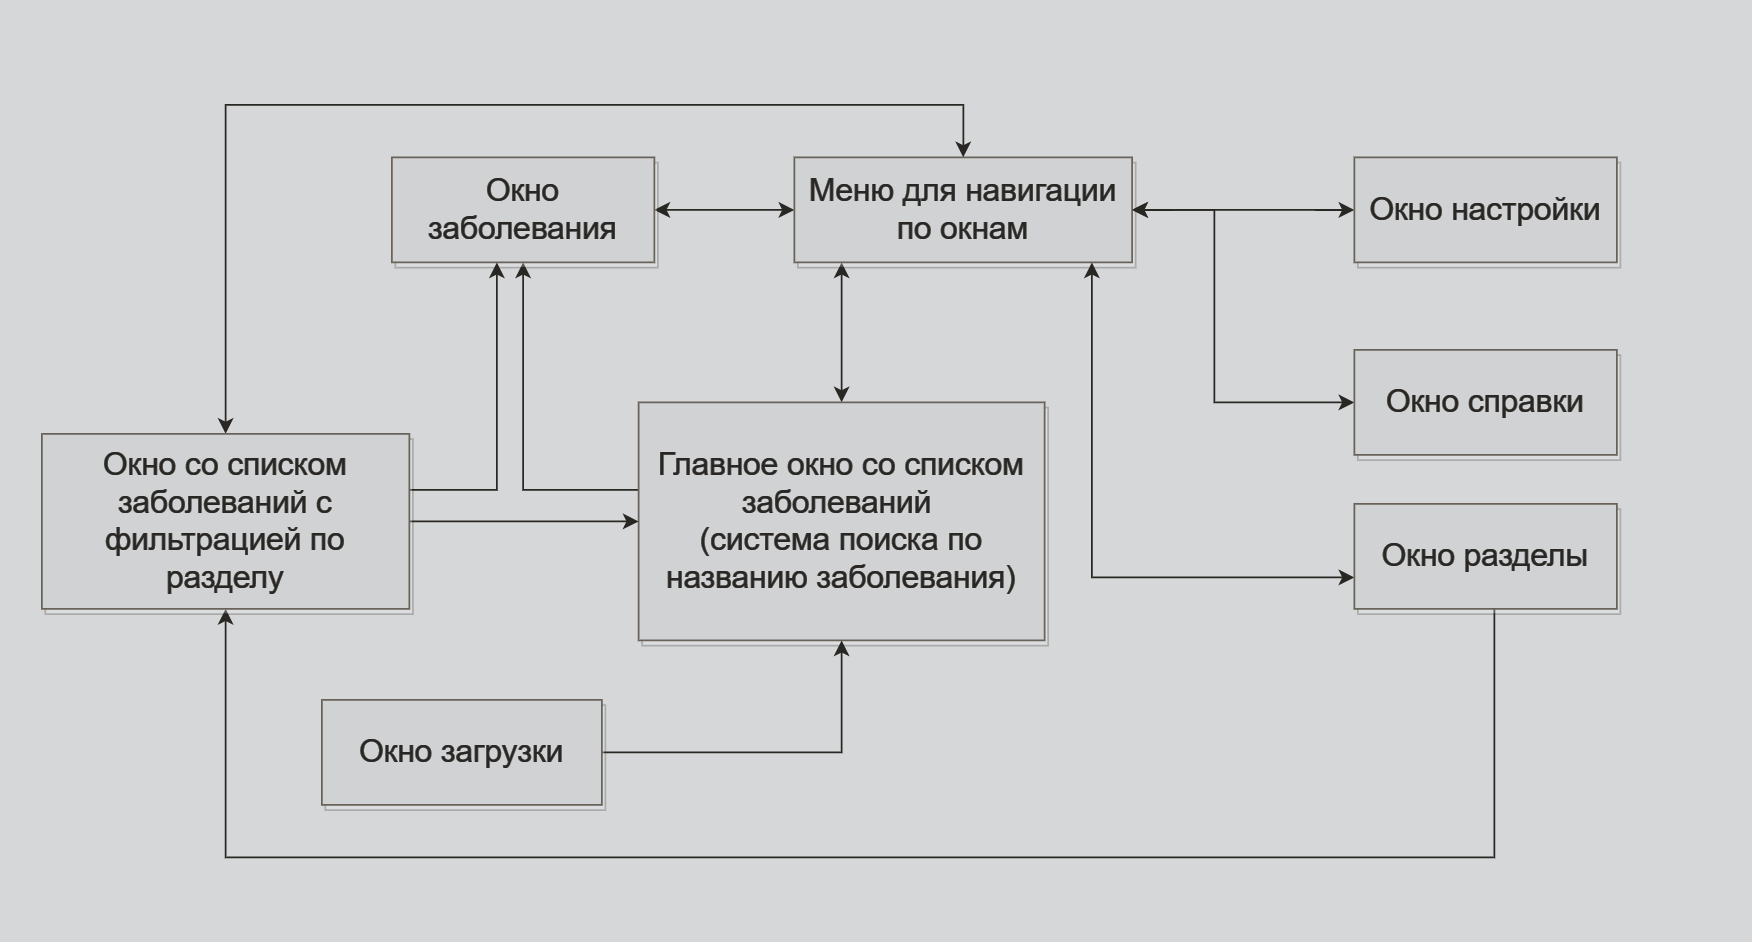 Окно
заболевания
Меню для навигации
по окнам
Окно настройки
Окно справки
Окно со списком
заболеваний с
фильтрацией по
разделу
Главное окно со списком
заболеваний
(система поиска по
названию заболевания)
Окно разделы
Окно загрузки